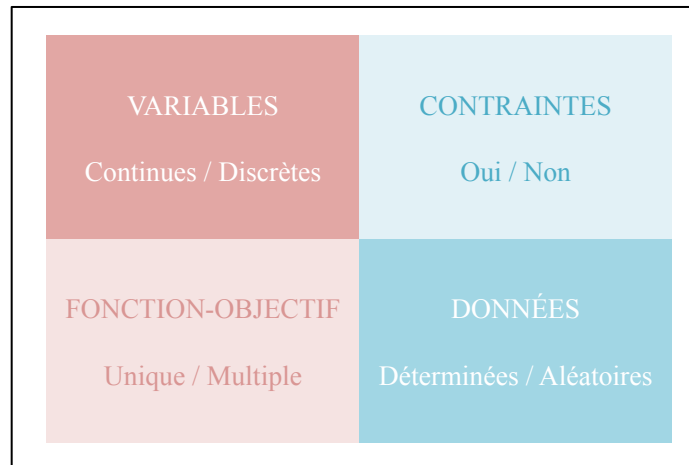 VARIABLES
Continues / Discrètes
CONTRAINTES
Oui / Non
FONCTION-OBJECTIF
Unique / Multiple
DONNÉES
Déterminées / Aléatoires